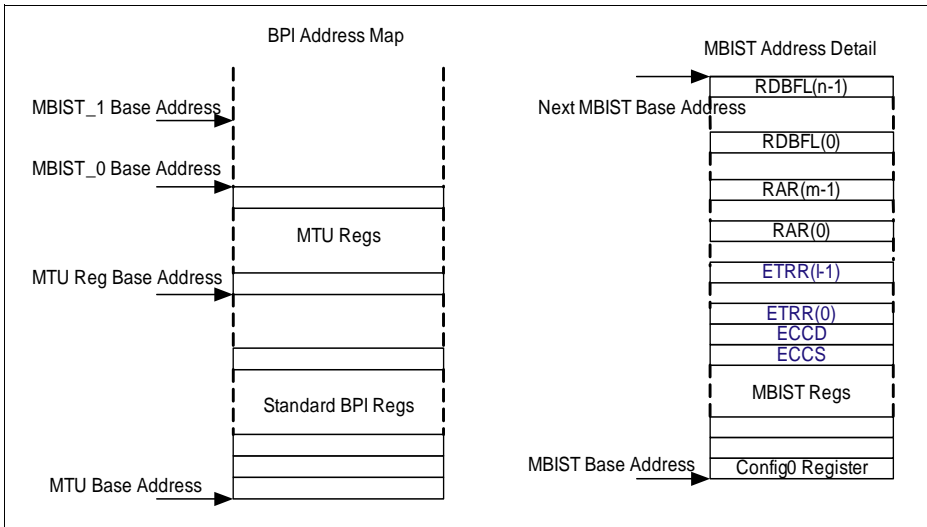 BPI Address Map
MBIST_1 Base Address
MBIST_0 Base Address
MTU Regs
MTU Reg Base Address
Standard BPI Regs
MTU Base Address
MBIST Address Detail
RDBFL(n-1)
Next MBIST Base Address
RDBFL(0)
RAR(m-1)
RAR(0)
ETRR(l-1)
ETRR(0)
ECCD
ECCS
MBIST Regs
MBIST Base Address
Config0 Register